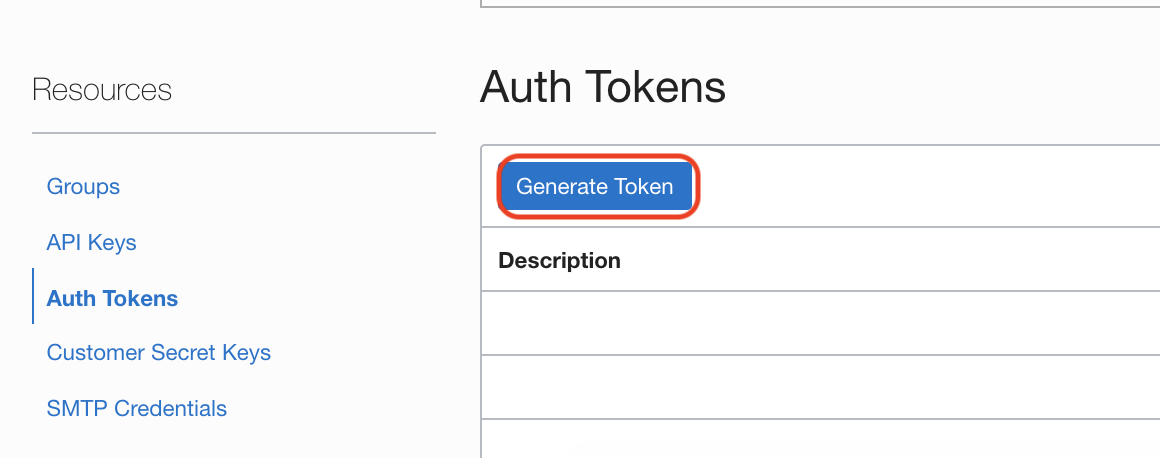 Resources
Groups
API Keys
Auth Tokens
Customer Secret Keys
SMTP Credentials
Auth Tokens
Generate Token
Description